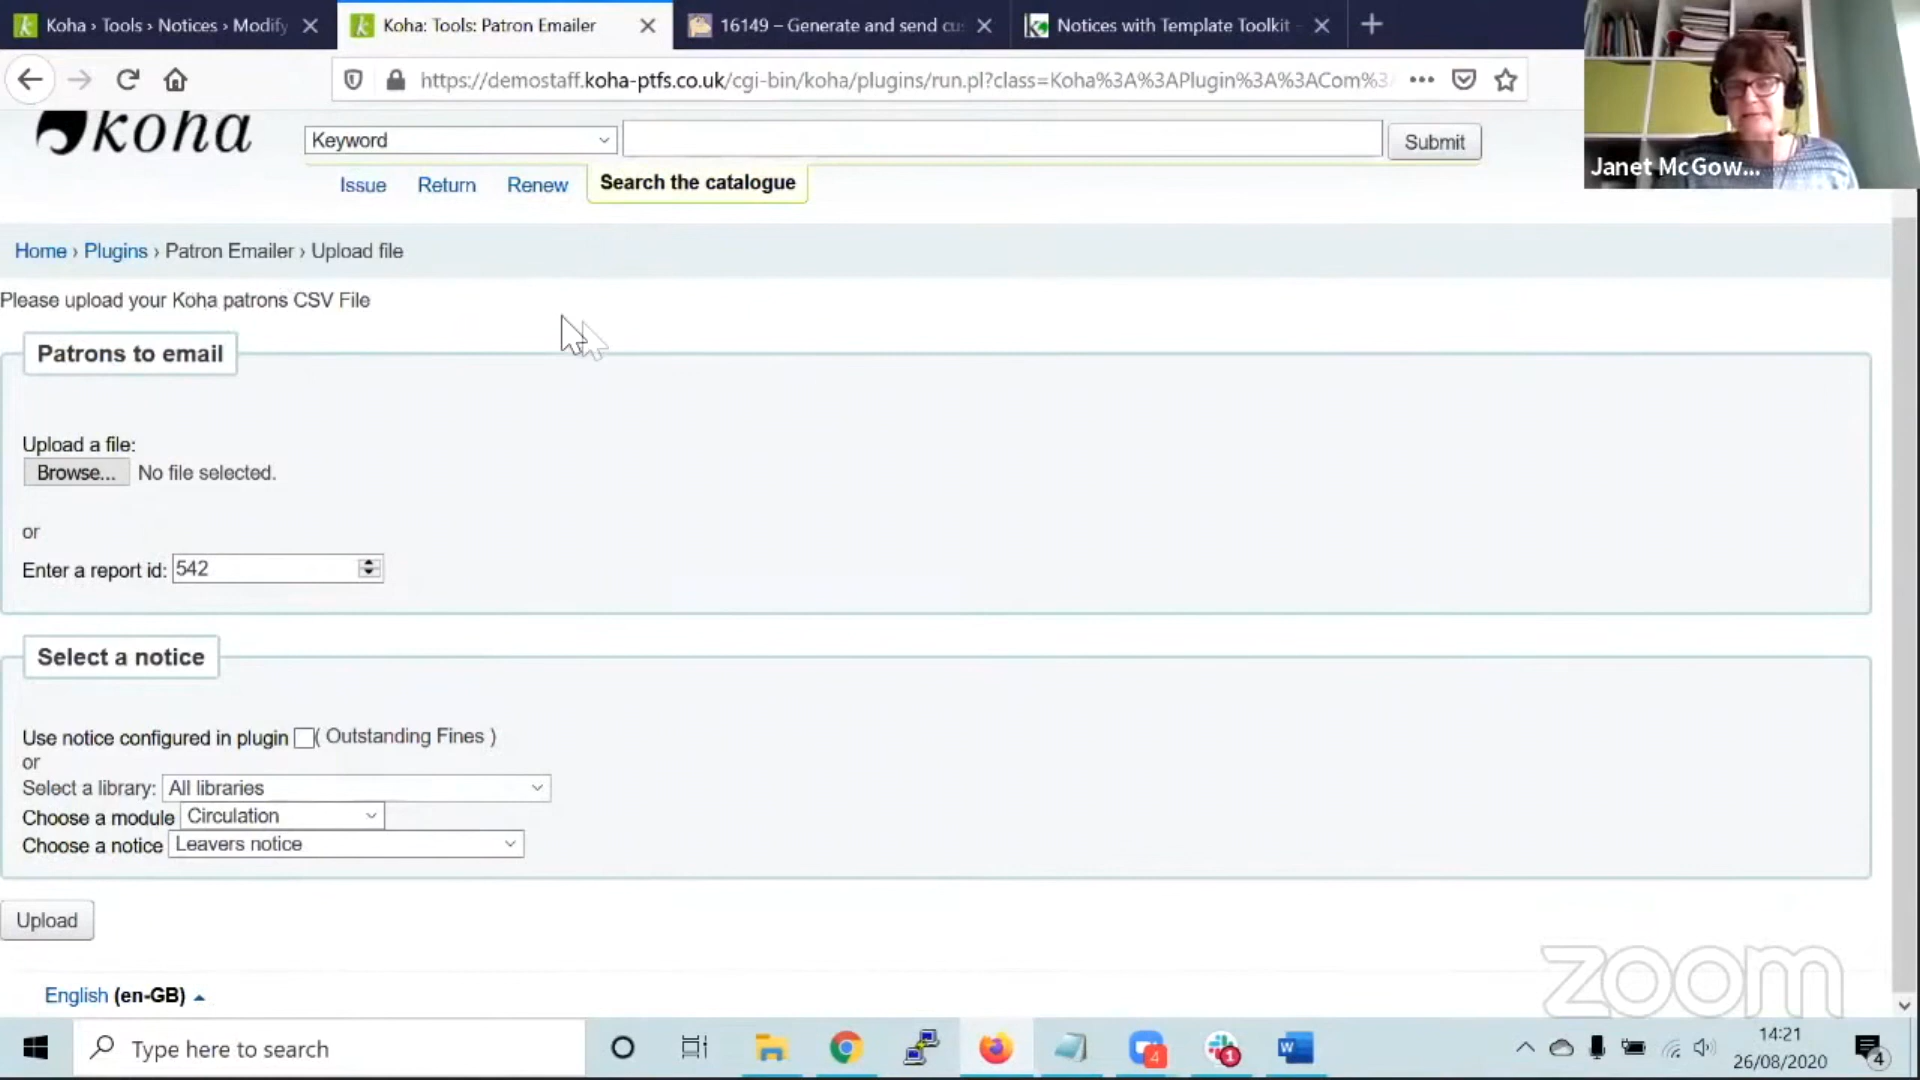 Koha › Tools › Notices › Modify
Koha: Tools: Patron Emailer
16149 – Generate and send cu
Notices with Template Toolkit
https://demostaff.koha-ptfs.co.uk/cgi-bin/koha/plugins/run.pl?class=Koha%3A%3APlugin%3A%3ACom%3
Janet McGow...
koha
Keyword
Submit
Issue
Return
Renew
Search the catalogue
Home › Plugins › Patron Emailer › Upload file
Please upload your Koha patrons CSV File
Patrons to email
Upload a file:
Browse... No file selected.
or
Enter a report id: 542
Select a notice
Use notice configured in plugin ( Outstanding Fines )
or
Select a library: All libraries
Choose a module Circulation
Choose a notice Leavers notice
Upload
zoom
English (en-GB)
Type here to search
4
1
14:21
26/08/2020
4